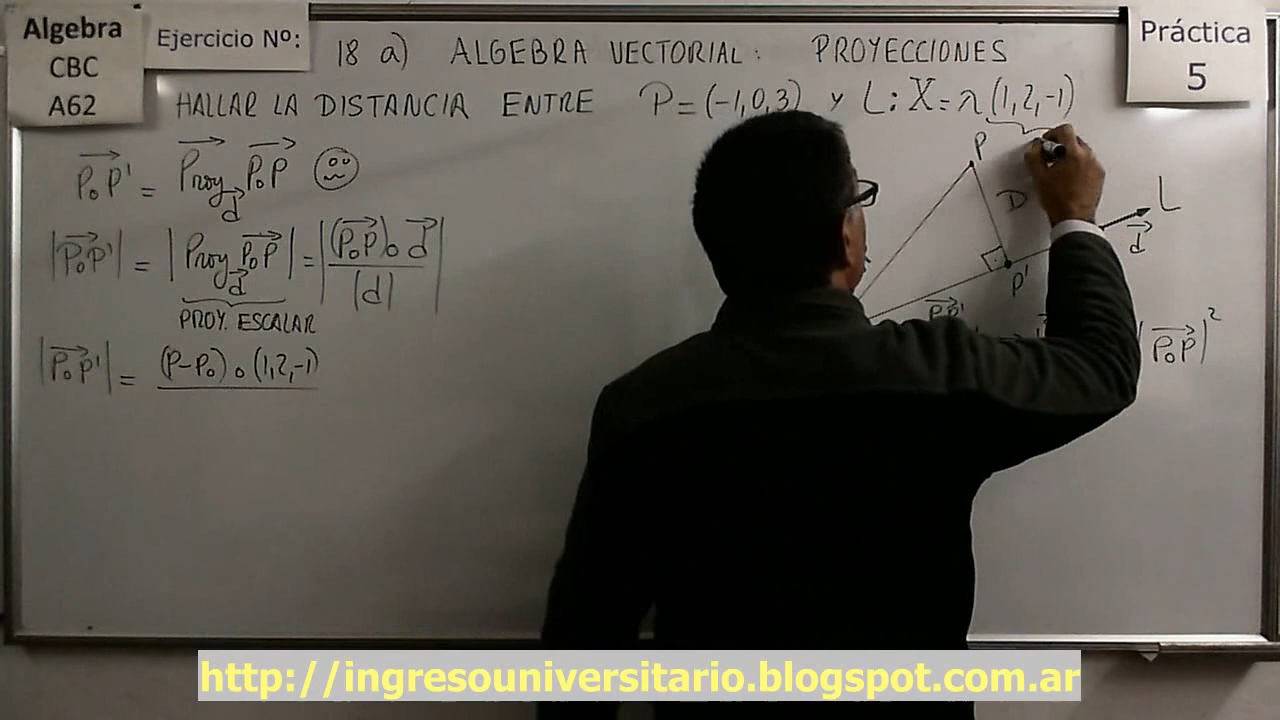 Algebra
CBC
A62
Ejercicio Nº:
18 a) ALGEBRA VECTORIAL: PROYECCIONES
Práctica
5
HALLAR LA DISTANCIA ENTRE P = (-1,0,3) y L: X = λ (1,2,-1)
P₀P' = Proy_d P₀P
|P₀P'| = |Proy_d P₀P| = |(P₀P) ∘ d / |d||
PROY. ESCALAR
|P₀P'| = (P-P₀) ∘ (1,2,-1)
P
D
L
d
P'
|P₀P|²
http://ingresouniversitario.blogspot.com.ar